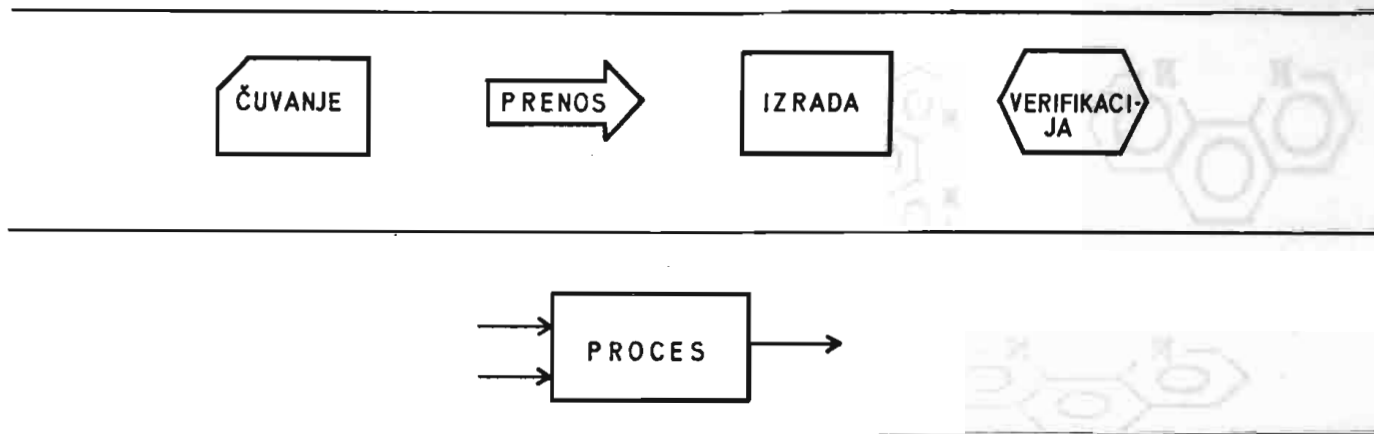 ČUVANJE
PRENOS
IZRADA
VERIFIKACI-
JA
PROCES